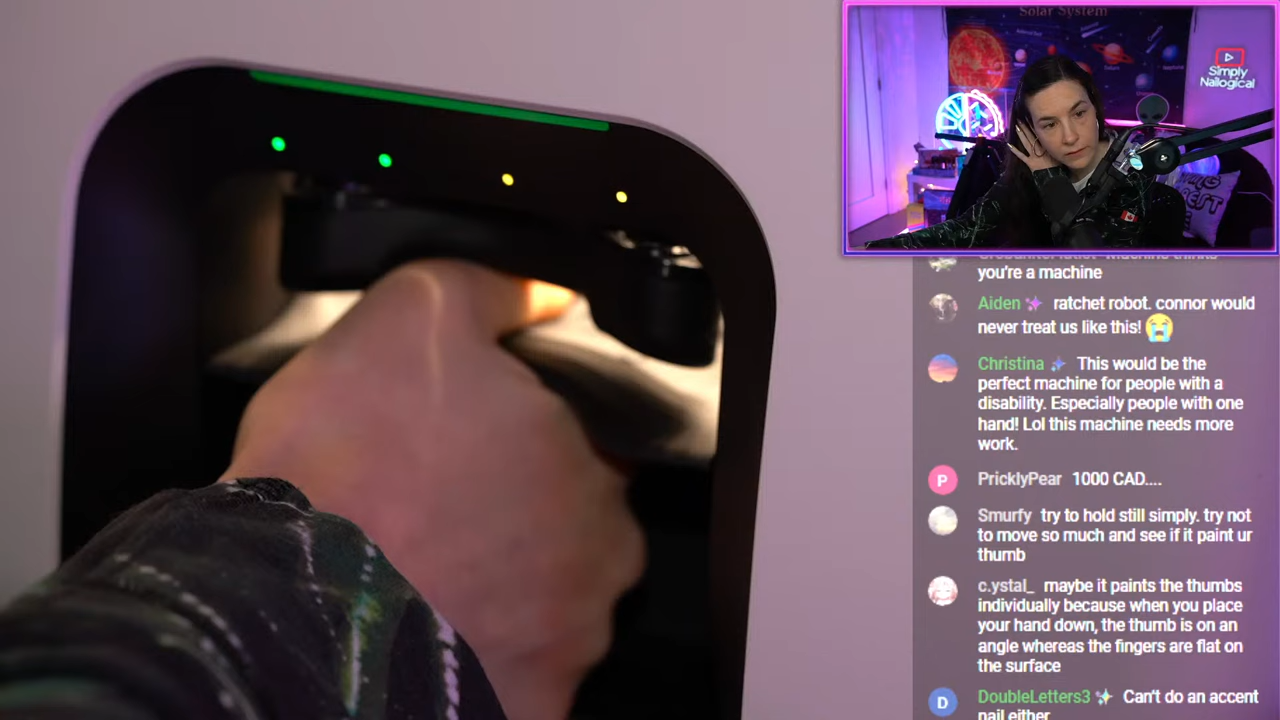 Solar System
Simply
Nailogical
you're a machine
Aiden ratchet robot. connor would
never treat us like this! 😭
Christina This would be the
perfect machine for people with a
disability. Especially people with one
hand! Lol this machine needs more
work.
P PricklyPear 1000 CAD....
Smurfy try to hold still simply. try not
to move so much and see if it paint ur
thumb
c.ystal_ maybe it paints the thumbs
individually because when you place
your hand down, the thumb is on an
angle whereas the fingers are flat on
the surface
D DoubleLetters3 Can't do an accent
nail either